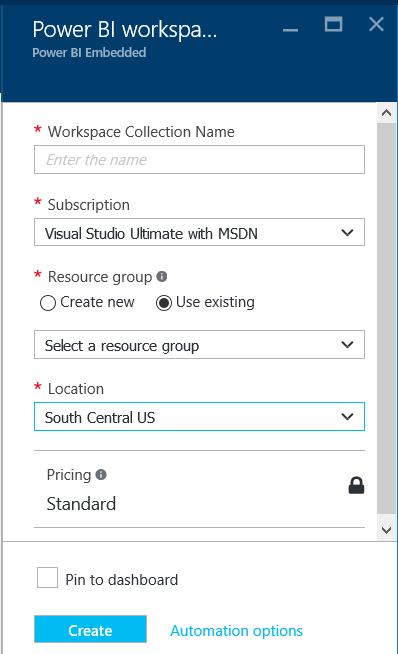 Power BI workspa...
Power BI Embedded
* Workspace Collection Name
Enter the name
* Subscription
Visual Studio Ultimate with MSDN
* Resource group
Create new Use existing
Select a resource group
* Location
South Central US
Pricing
Standard
Pin to dashboard
Create Automation options